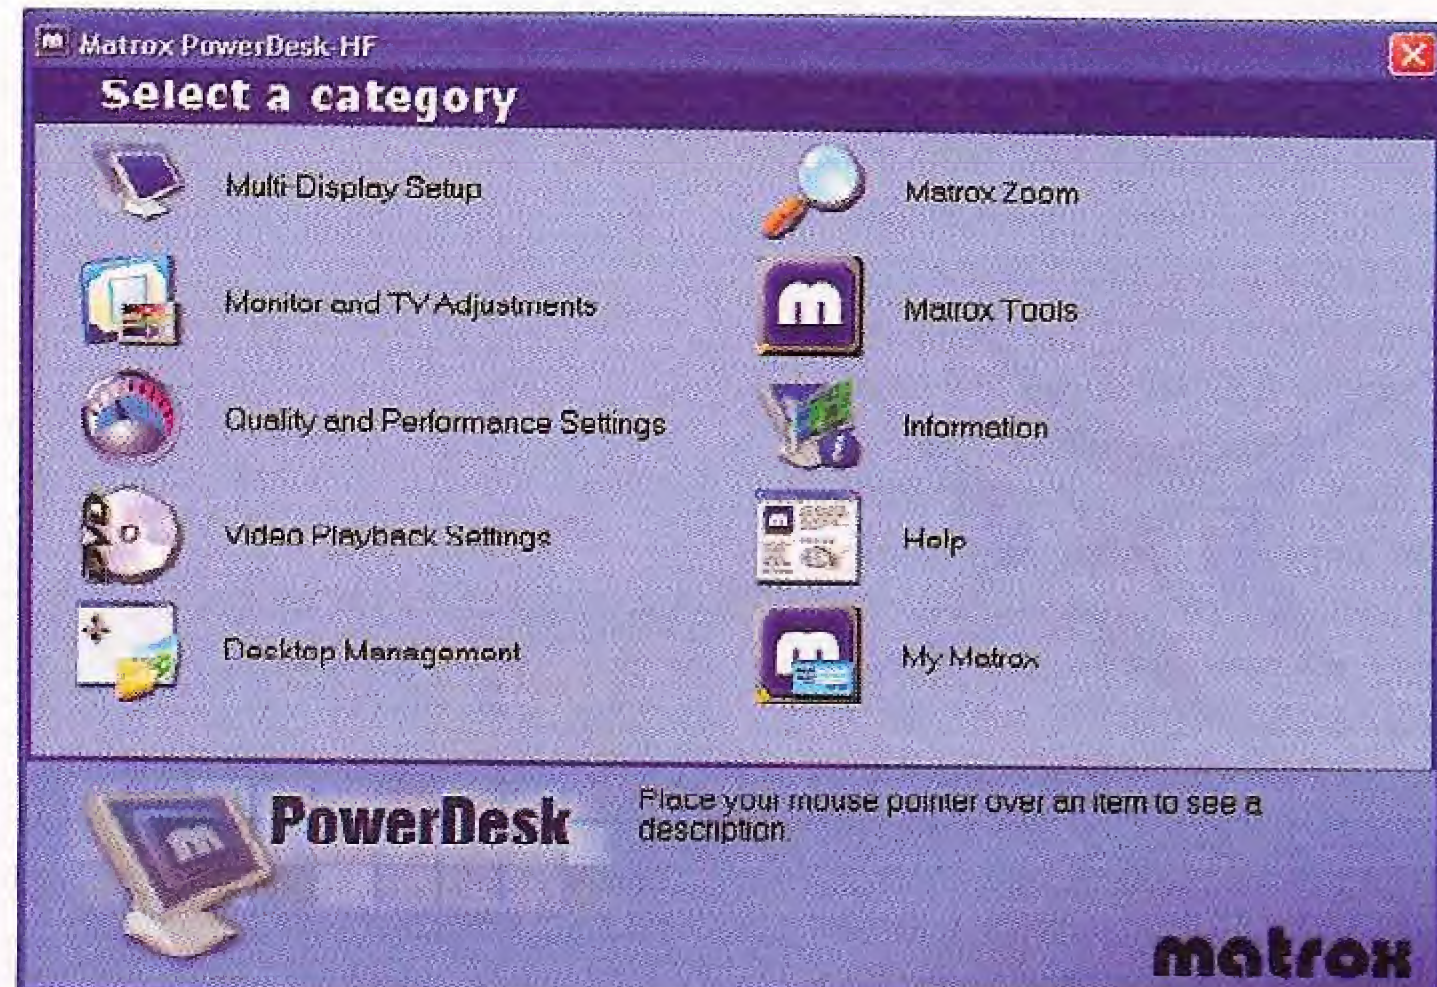 Matrox PowerDesk-HF
Select a category
Multi-Display Setup
Monitor and TV Adjustments
Quality and Performance Settings
Video Playback Settings
Desktop Management
Matrox Zoom
Matrox Tools
Information
Help
My Matrox
DVD
PowerDesk
Place your mouse pointer over an item to see a
description.
matrox